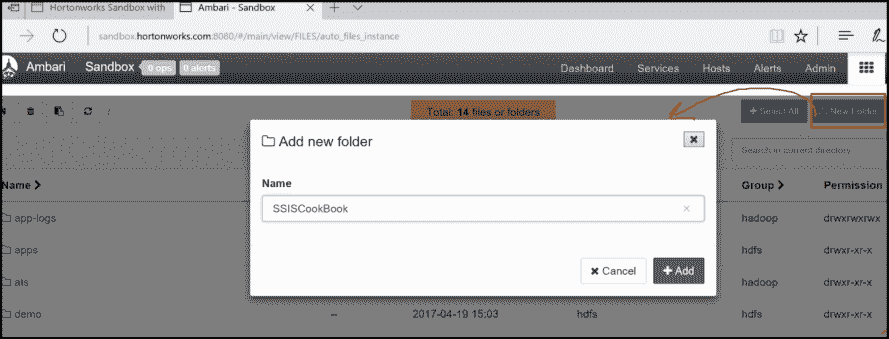 Hortonworks Sandbox with
Ambari - Sandbox
sandbox.hortonworks.com:8080/#/main/view/FILES/auto_files_instance
Ambari Sandbox 0 ops 0 alerts Dashboard Services Hosts Alerts Admin
/ Total: 14 files or folders + Select All New Folder
Add new folder
Search in current directory
Name
Name > Group > Permission
SSISCookBook
app-logs hadoop drwxrwxrwx
apps hdfs drwxr-xr-x
Cancel + Add
ats hadoop drwxr-xr-x
demo -- 2017-04-19 15:03 hdfs hdfs drwxr-xr-x